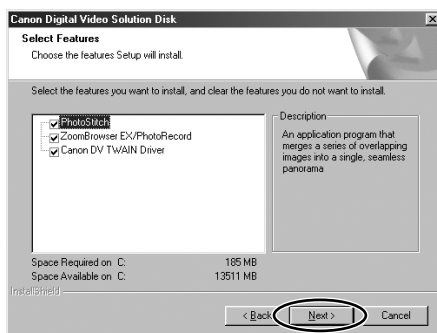 Canon Digital Video Solution Disk
Select Features
Choose the features Setup will install.
Select the features you want to install, and clear the features you do not want to install.
PhotoStitch
ZoomBrowser EX/PhotoRecord
Canon DV TWAIN Driver
Description
An application program that
merges a series of overlapping
images into a single, seamless
panorama
Space Required on C: 185 MB
Space Available on C: 13511 MB
InstallShield
< Back Next > Cancel